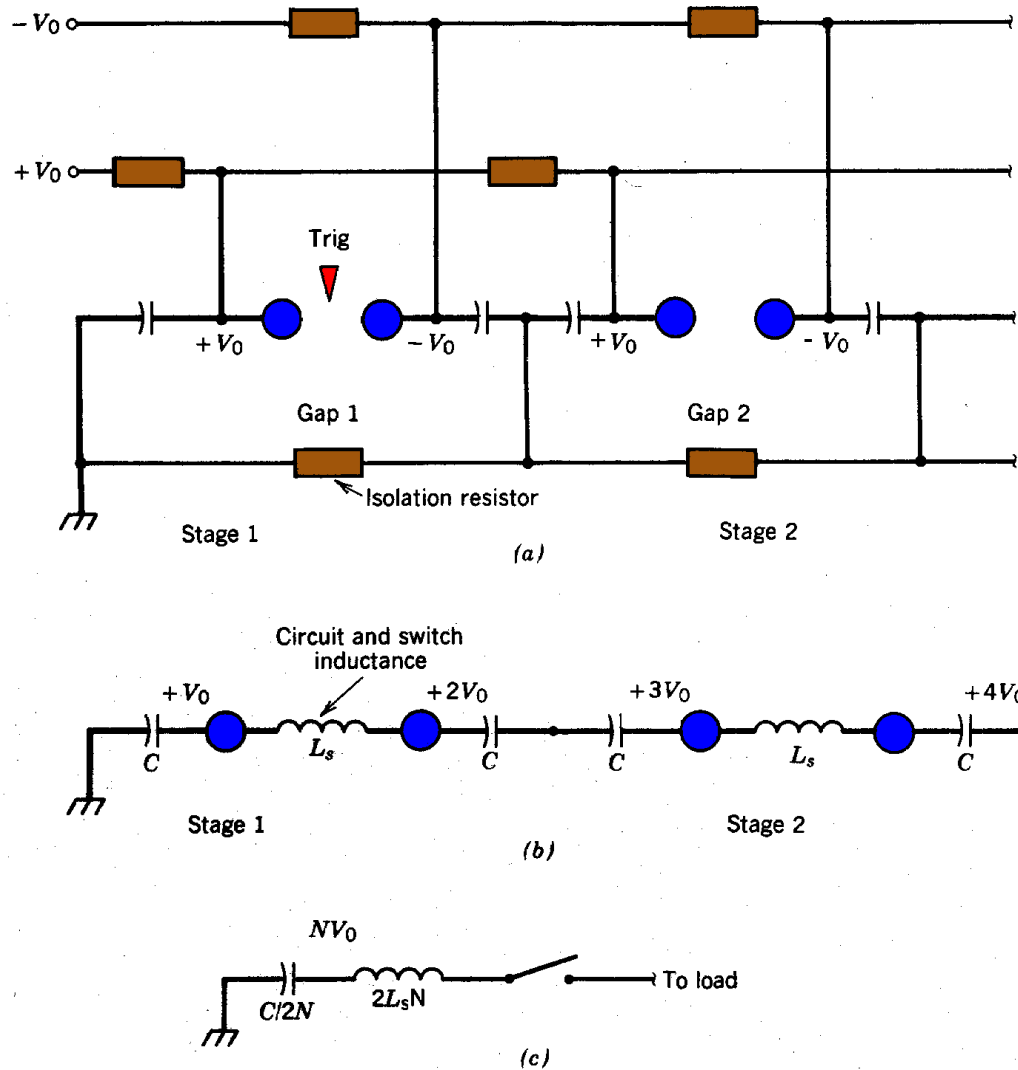 - V₀
+ V₀
Trig
+ V₀
- V₀
+ V₀
- V₀
Gap 1
Gap 2
Isolation resistor
Stage 1
Stage 2
(a)
Circuit and switch
inductance
+ V₀
+2V₀
+3V₀
+4V₀
C
Lₛ
C
C
Lₛ
C
Stage 1
Stage 2
(b)
NV₀
C/2N
2LₛN
To load
(c)